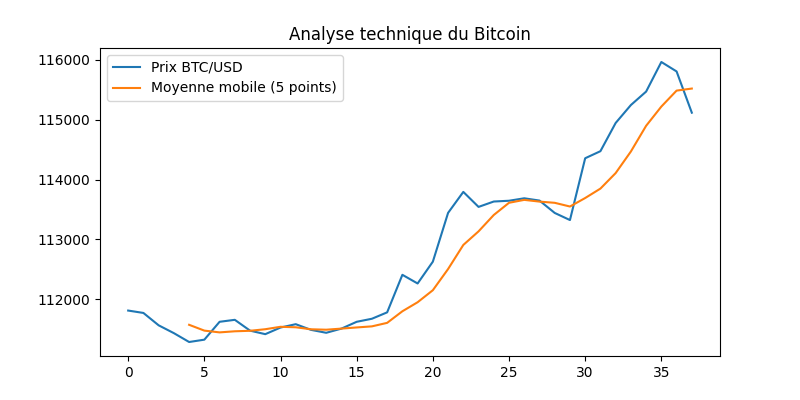 Analyse technique du Bitcoin
Prix BTC/USD
Moyenne mobile (5 points)
116000
115000
114000
113000
112000
0 5 10 15 20 25 30 35